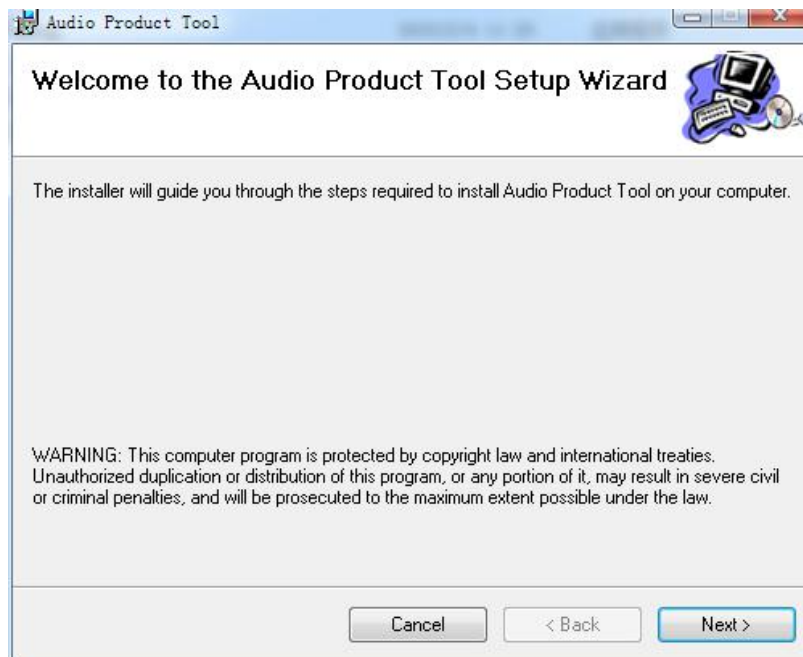 Audio Product Tool
Welcome to the Audio Product Tool Setup Wizard
The installer will guide you through the steps required to install Audio Product Tool on your computer.
WARNING: This computer program is protected by copyright law and international treaties.
Unauthorized duplication or distribution of this program, or any portion of it, may result in severe civil
or criminal penalties, and will be prosecuted to the maximum extent possible under the law.
Cancel
< Back
Next >